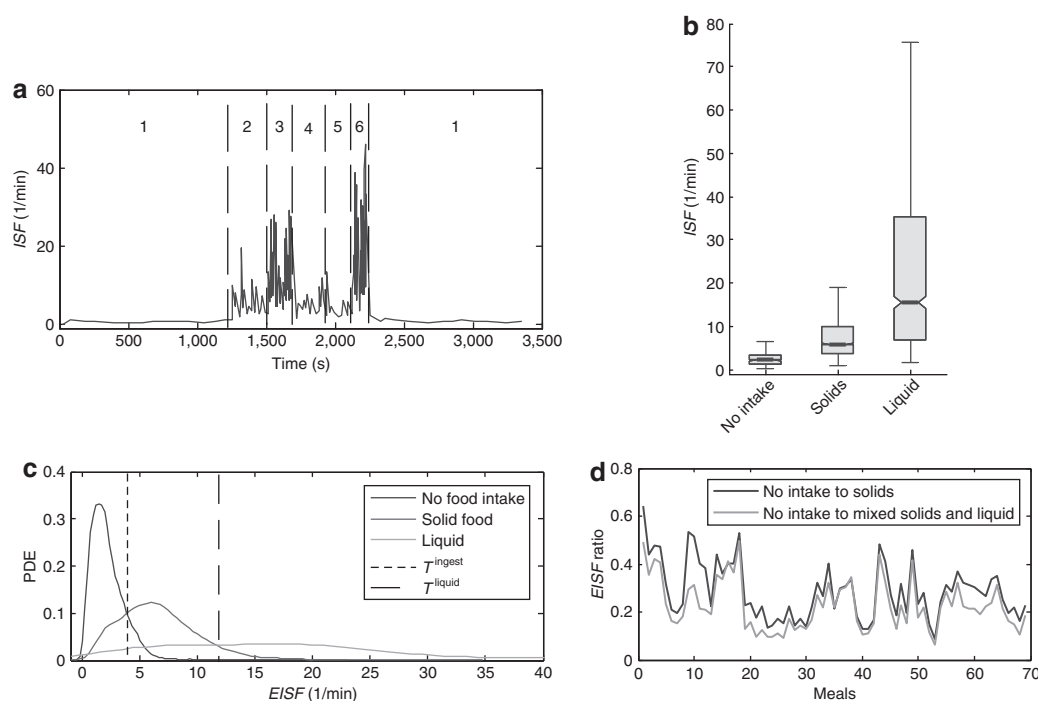 a
60
40
20
0
ISF (1/min)
1
2
3
4
5
6
1
0
500
1,000
1,500
2,000
2,500
3,000
3,500
Time (s)
b
80
70
60
50
40
30
20
10
0
ISF (1/min)
No intake
Solids
Liquid
c
0.4
0.3
0.2
0.1
0
PDE
0
5
10
15
20
25
30
35
40
EISF (1/min)
No food intake
Solid food
Liquid
T^ingest
T^liquid
d
0.8
0.6
0.4
0.2
0
EISF ratio
No intake to solids
No intake to mixed solids and liquid
0
10
20
30
40
50
60
70
Meals